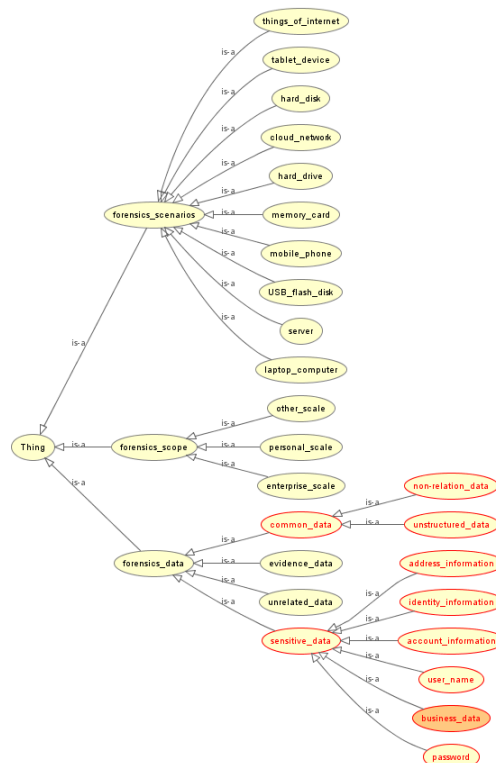 things_of_internet
is-a
tablet_device
is-a
hard_disk
is-a
cloud_network
is-a
hard_drive
is-a
forensics_scenarios
is-a
memory_card
is-a
mobile_phone
is-a
USB_flash_disk
is-a
server
is-a
laptop_computer
is-a
other_scale
is-a
Thing
is-a
forensics_scope
is-a
personal_scale
is-a
enterprise_scale
is-a
non-relation_data
is-a
common_data
is-a
unstructured_data
is-a
forensics_data
is-a
evidence_data
is-a
address_information
is-a
unrelated_data
is-a
identity_information
is-a
sensitive_data
is-a
account_information
is-a
user_name
is-a
business_data
is-a
password